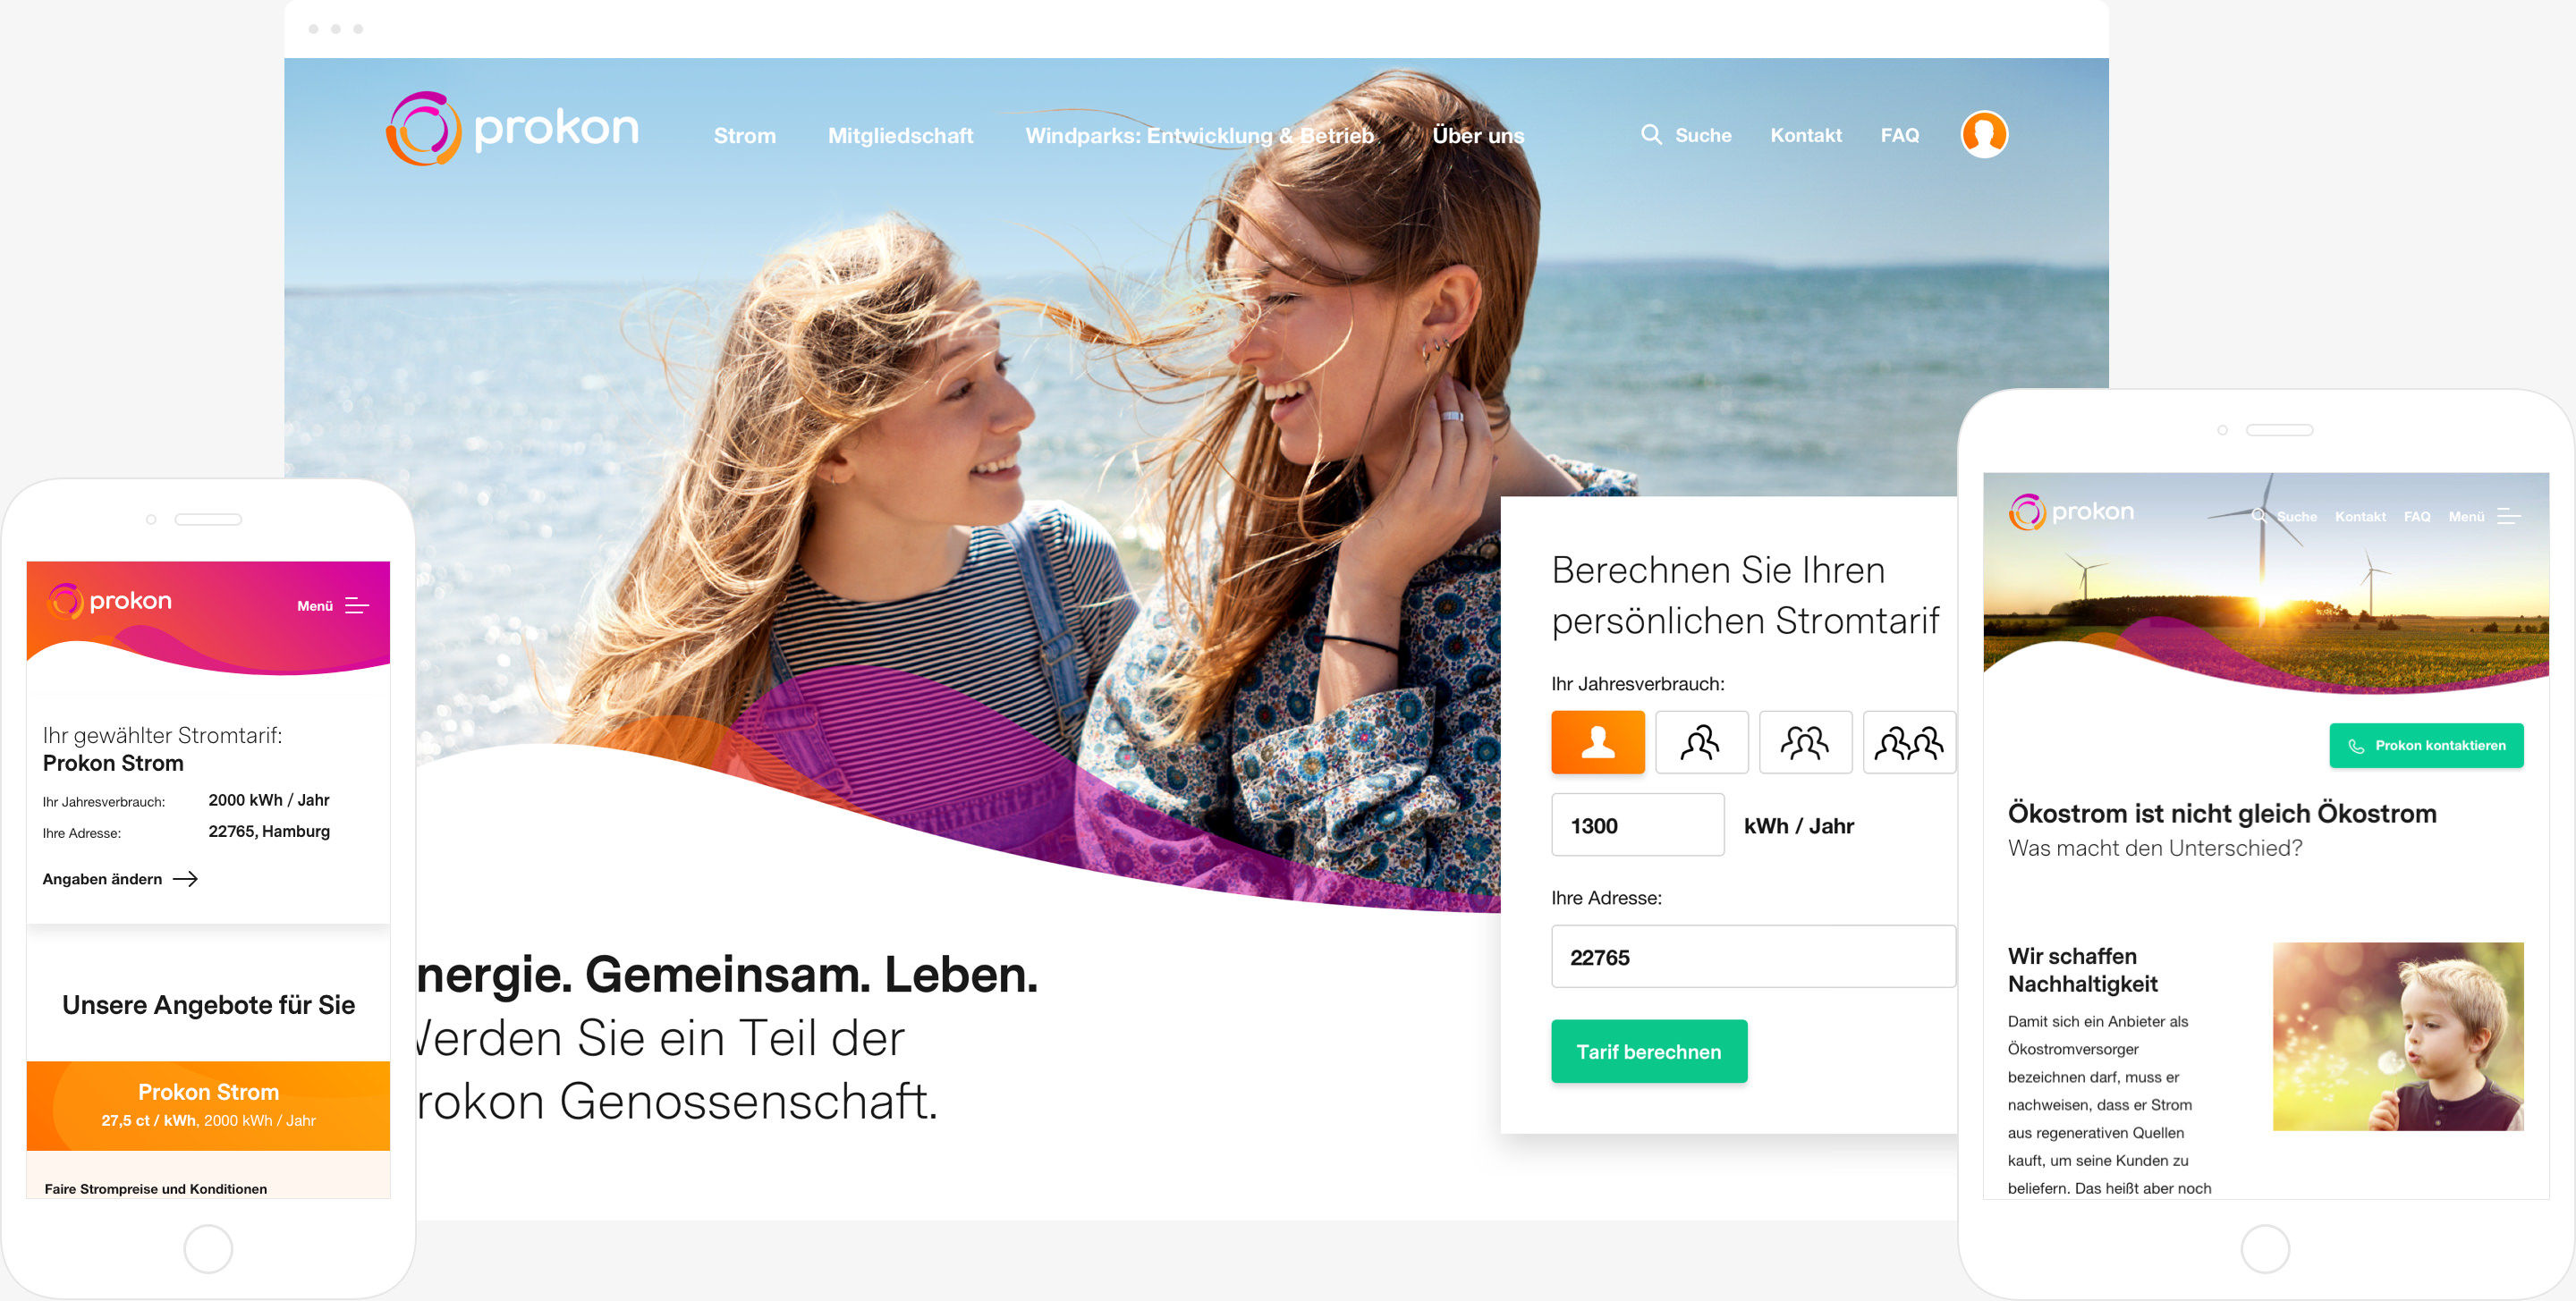 prokon
Strom Mitgliedschaft Windparks: Entwicklung & Betrieb Über uns
Suche Kontakt FAQ
Berechnen Sie Ihren
persönlichen Stromtarif
Ihr Jahresverbrauch:
1300 kWh / Jahr
Ihre Adresse:
22765
Tarif berechnen
nergie. Gemeinsam. Leben.
Werden Sie ein Teil der
rokon Genossenschaft.
prokon
Menü
Ihr gewählter Stromtarif:
Prokon Strom
Ihr Jahresverbrauch: 2000 kWh / Jahr
Ihre Adresse: 22765, Hamburg
Angaben ändern
Unsere Angebote für Sie
Prokon Strom
27,5 ct / kWh, 2000 kWh / Jahr
Faire Strompreise und Konditionen
prokon
Suche Kontakt FAQ Menü
Prokon kontaktieren
Ökostrom ist nicht gleich Ökostrom
Was macht den Unterschied?
Wir schaffen
Nachhaltigkeit
Damit sich ein Anbieter als
Ökostromversorger
bezeichnen darf, muss er
nachweisen, dass er Strom
aus regenerativen Quellen
kauft, um seine Kunden zu
beliefern. Das heißt aber noch